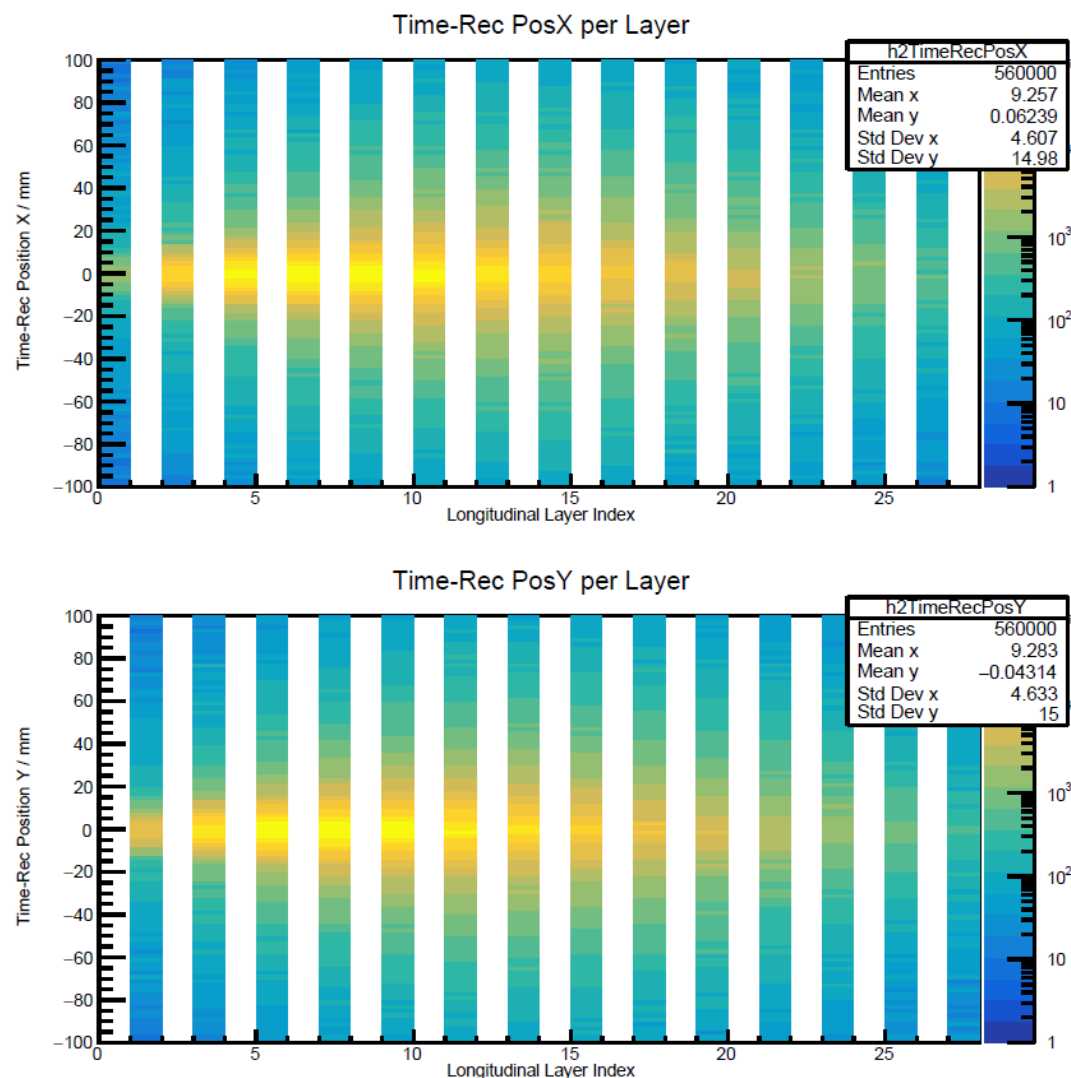 Time-Rec PosX per Layer
h2TimeRecPosX
Entries 560000
Mean x 9.257
Mean y 0.06239
Std Dev x 4.607
Std Dev y 14.98
Time-Rec Position X / mm
100
80
60
40
20
0
−20
−40
−60
−80
−100
0 5 10 15 20 25
Longitudinal Layer Index
10³
10²
10
1
Time-Rec PosY per Layer
h2TimeRecPosY
Entries 560000
Mean x 9.283
Mean y −0.04314
Std Dev x 4.633
Std Dev y 15
Time-Rec Position Y / mm
100
80
60
40
20
0
−20
−40
−60
−80
−100
0 5 10 15 20 25
Longitudinal Layer Index
10³
10²
10
1